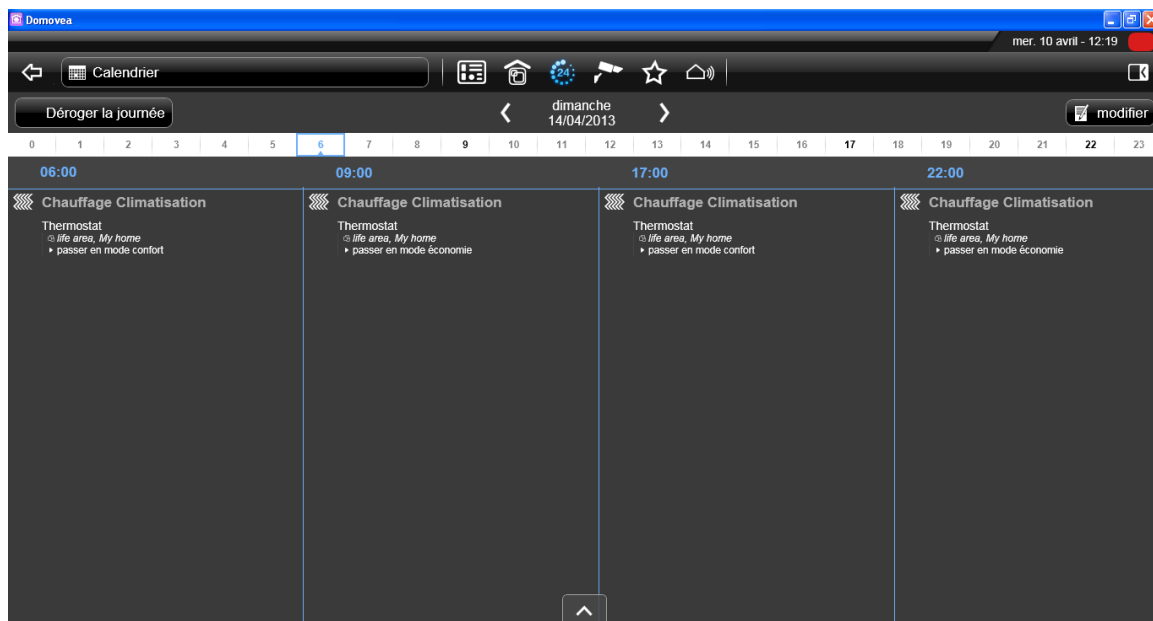 Domovea
mer. 10 avril - 12:19
Calendrier
24
Déroger la journée
dimanche
14/04/2013
modifier
0 1 2 3 4 5 6 7 8 9 10 11 12 13 14 15 16 17 18 19 20 21 22 23
06:00 09:00 17:00 22:00
Chauffage Climatisation Chauffage Climatisation Chauffage Climatisation Chauffage Climatisation
Thermostat Thermostat Thermostat Thermostat
life area, My home life area, My home life area, My home life area, My home
passer en mode confort passer en mode économie passer en mode confort passer en mode économie